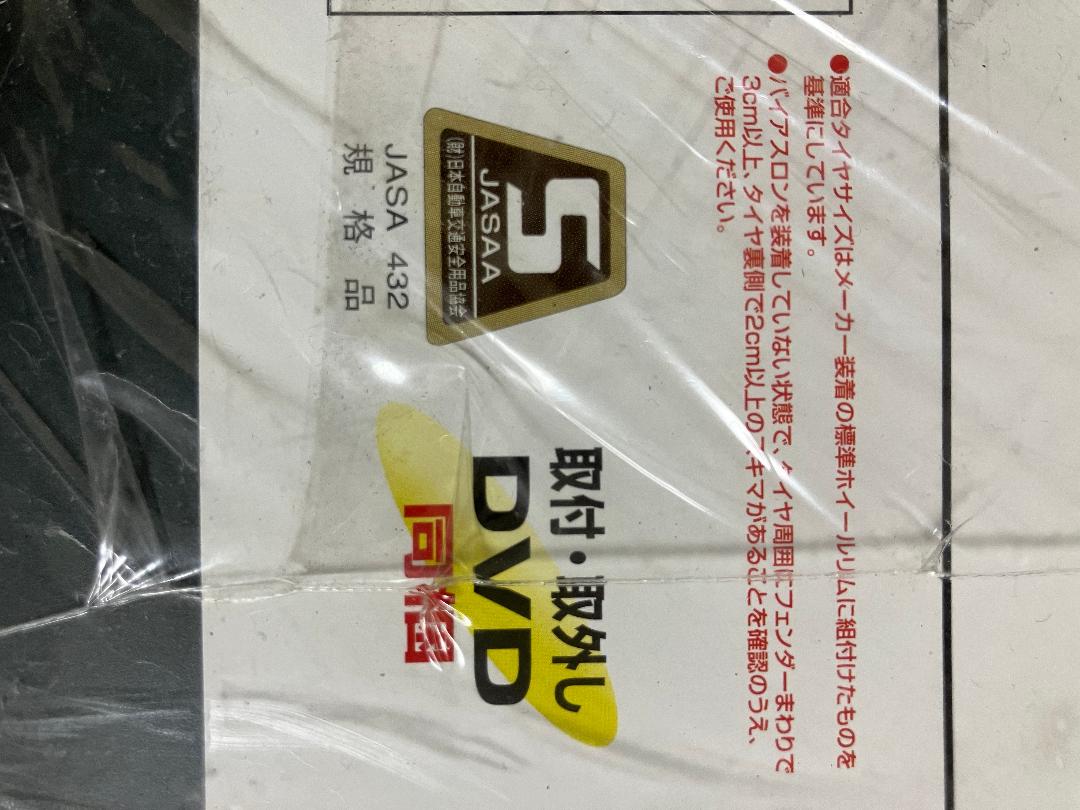 ●適合タイヤサイズはメーカー装着の標準ホイールリムに組付けたものを
基準にしています。
●バイアスロンを装着していない状態で、タイヤ周囲にフェンダーまわりで
3cm以上、タイヤ裏側で2cm以上のスキマがあることを確認のうえ、
ご使用ください。
S
JASAA
(財)日本自動車交通安全用品協会
JASA 432
規格品
取付・取外し
DVD
同梱